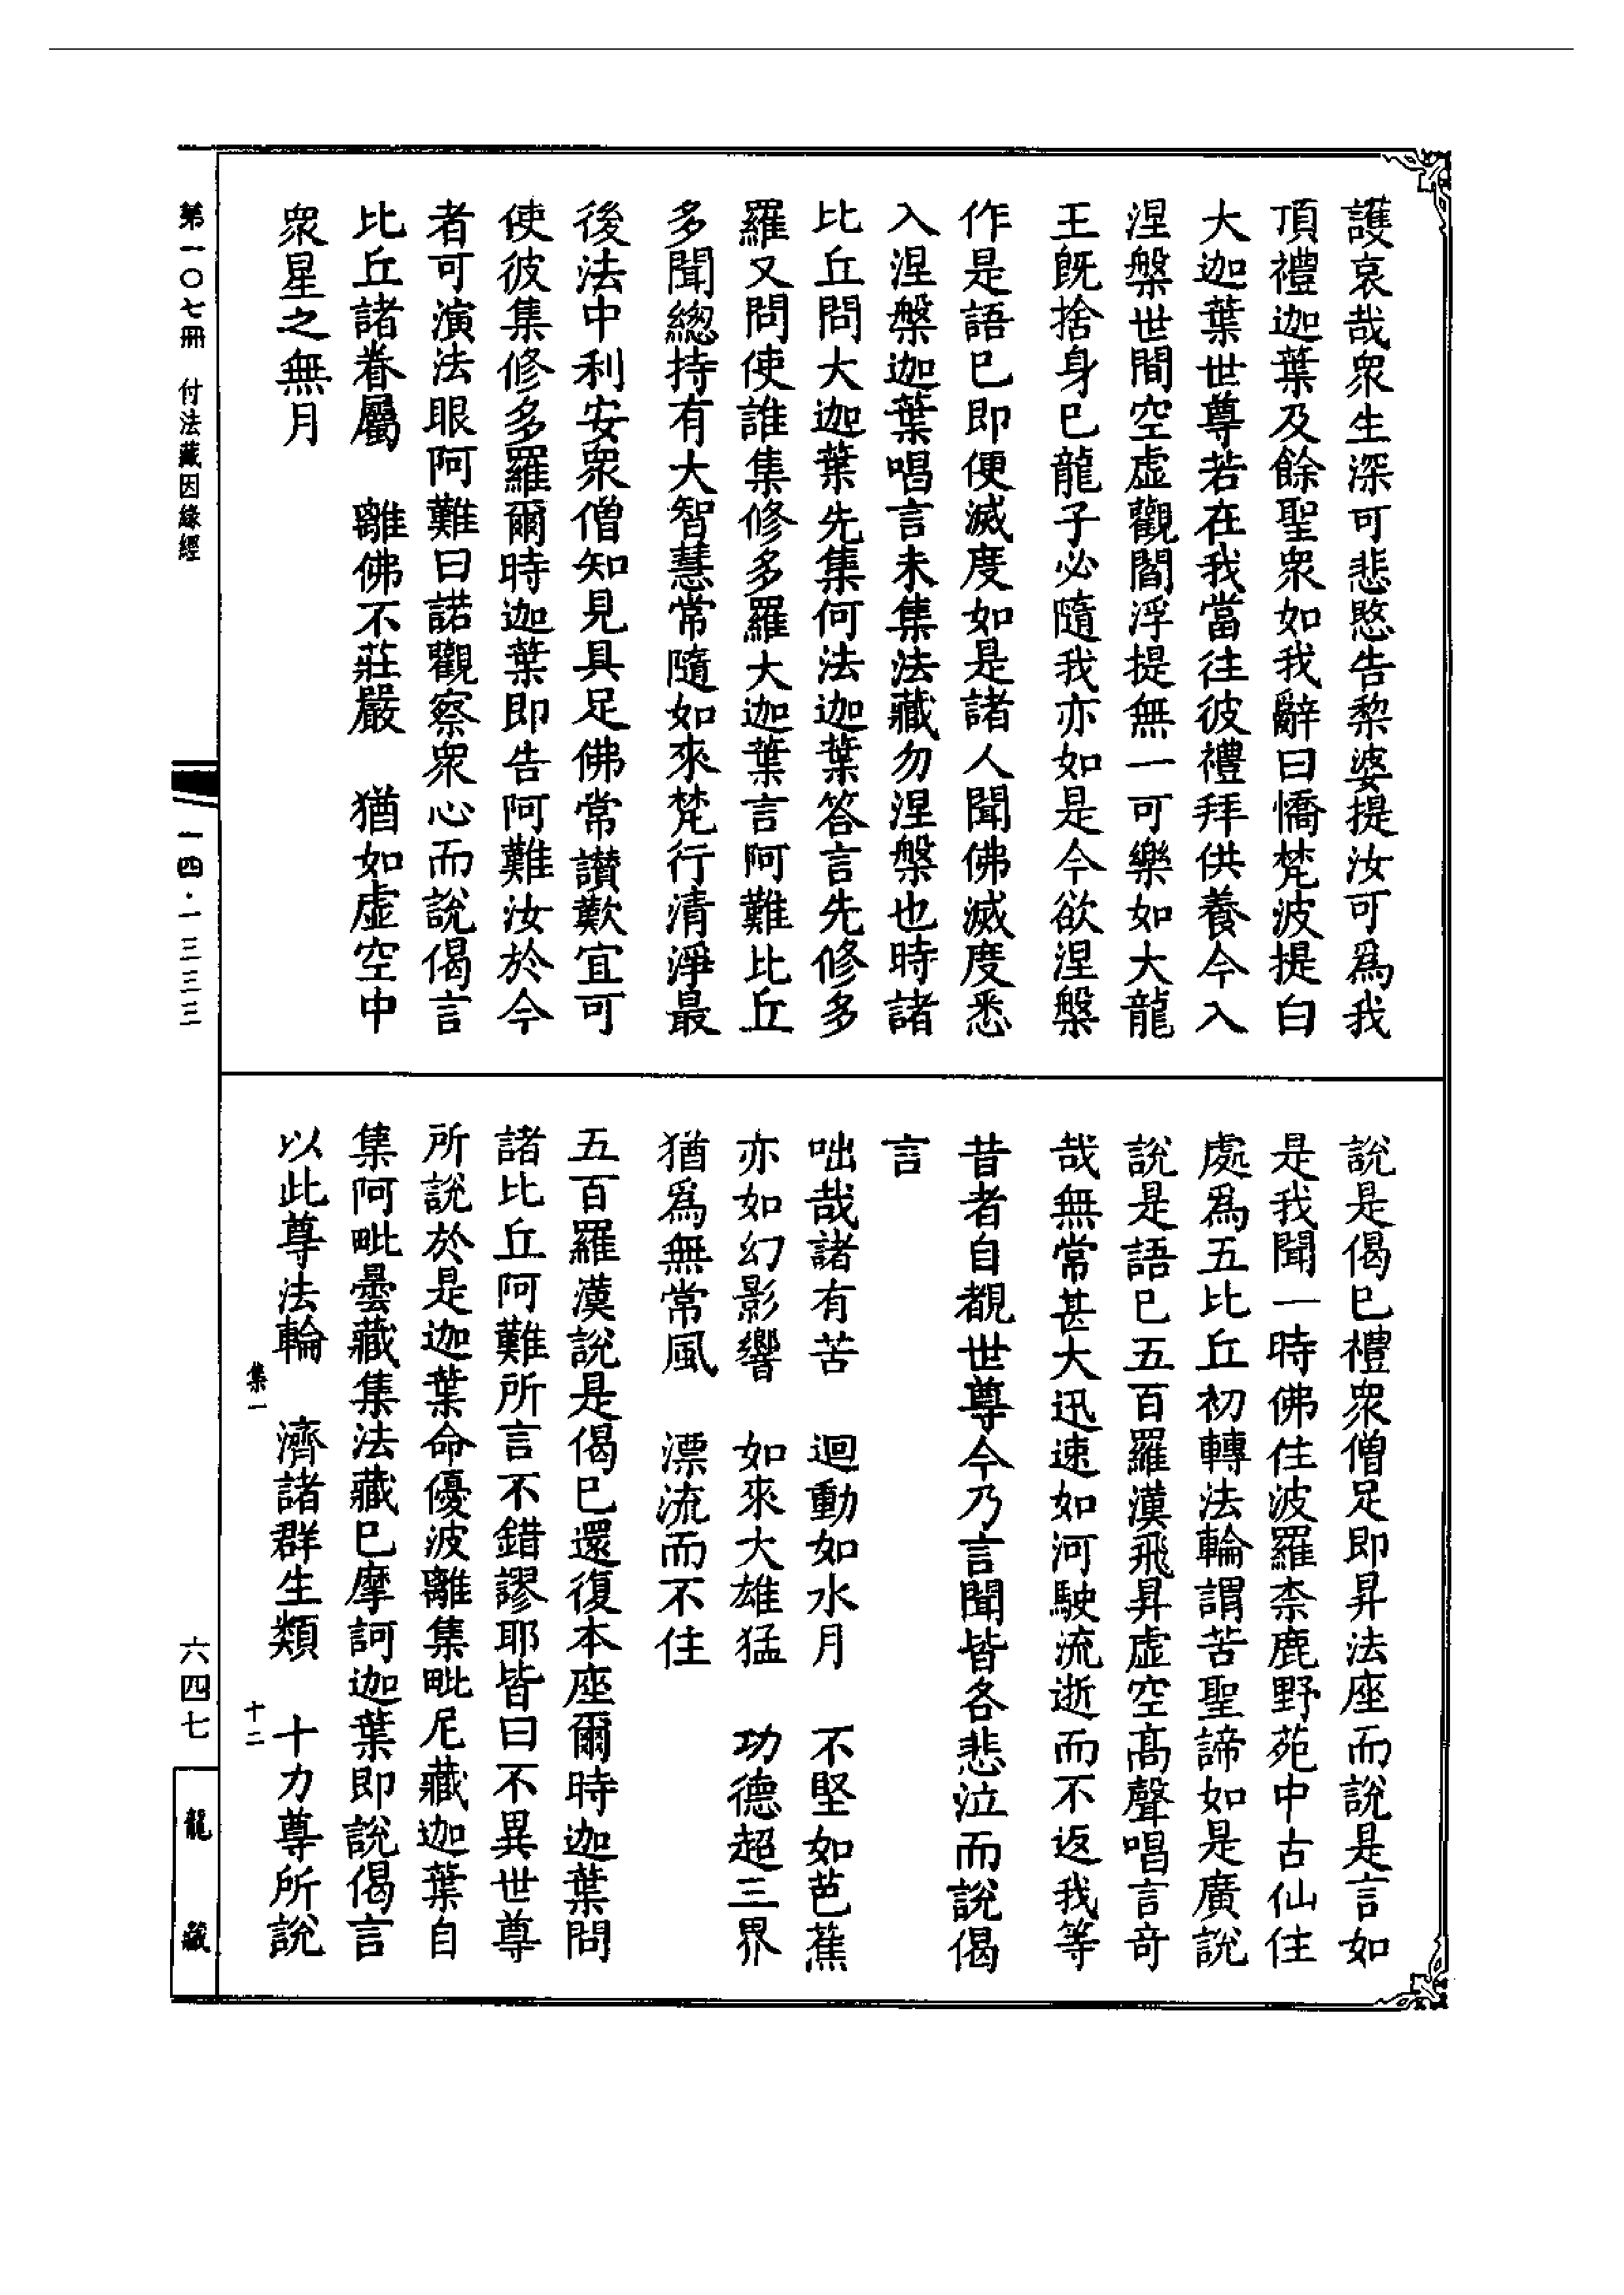 護哀哉衆生深可悲愍告黎婆提汝可爲我
頂禮迦葉及餘聖衆如我辭曰憍梵波提白
大迦葉世尊若在我當往彼禮拜供養今入
涅槃世間空虛觀閻浮提無一可樂如大龍
王既捨身已龍子必隨我亦如是今欲涅槃
作是語已即便滅度如是諸人聞佛滅度悉
入涅槃迦葉唱言未集法藏勿涅槃也時諸
比丘問大迦葉先集何法迦葉答言先修多
羅又問使誰集修多羅大迦葉言阿難比丘
多聞總持有大智慧常隨如來梵行清淨最
後法中利安衆僧知見具足佛常讚歎宜可
使彼集修多羅爾時迦葉即告阿難汝於今
者可演法眼阿難曰諾觀察衆心而說偈言
比丘諸眷屬　離佛不莊嚴　猶如虛空中
衆星之無月
說是偈已禮衆僧足即昇法座而說是言如
是我聞一時佛住波羅柰鹿野苑中古仙住
處爲五比丘初轉法輪謂苦聖諦如是廣說
說是語已五百羅漢飛昇虛空高聲唱言奇
哉無常甚大迅速如河駛流逝而不返我等
昔者自覩世尊今乃言聞皆各悲泣而說偈
言
咄哉諸有苦　迴動如水月　不堅如芭蕉
亦如幻影響　如來大雄猛　功德超三界
猶爲無常風　漂流而不住
五百羅漢說是偈已還復本座爾時迦葉問
諸比丘阿難所言不錯謬耶皆曰不異世尊
所說於是迦葉命優波離集毗尼藏迦葉自
集阿毗曇藏集法藏已摩訶迦葉即說偈言
以此尊法輪　濟諸群生類　十力尊所說
集一　十二
第一〇七冊　付法藏因緣經
一四·一三三三
六四七
龍藏